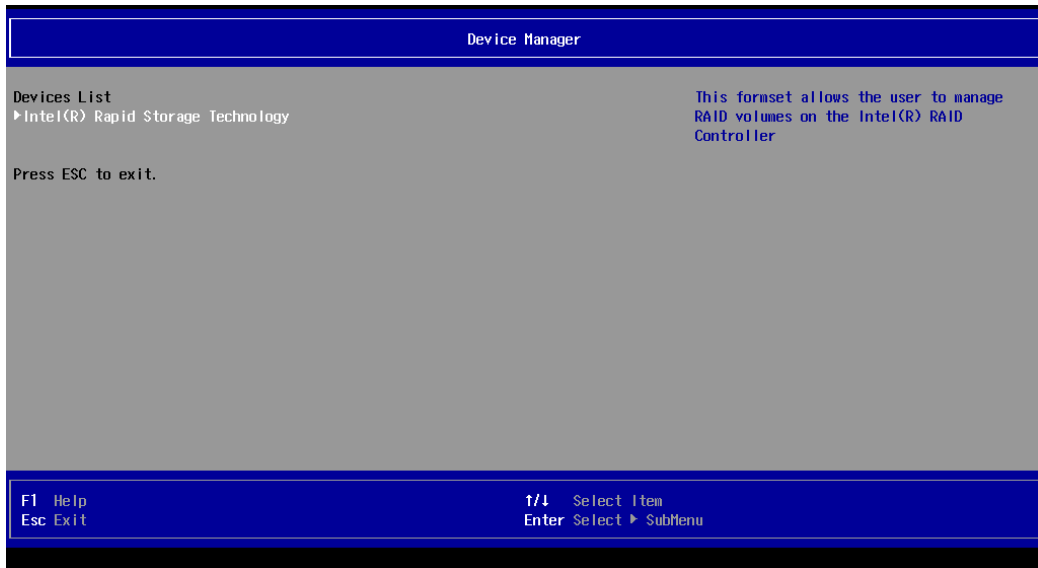 Device Manager
Devices List
▶Intel(R) Rapid Storage Technology
Press ESC to exit.
This formset allows the user to manage
RAID volumes on the Intel(R) RAID
Controller
F1 Help
↑/↓ Select Item
Esc Exit
Enter Select ▶ SubMenu